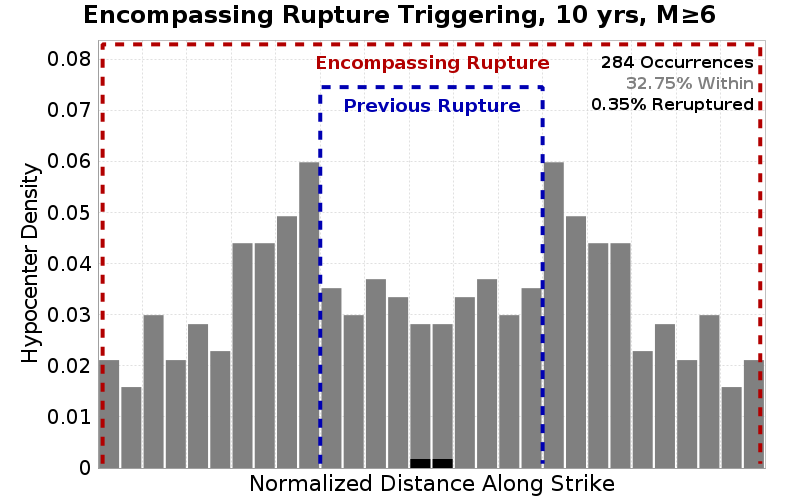 Encompassing Rupture Triggering, 10 yrs, M≥6
Encompassing Rupture
284 Occurrences
32.75% Within
0.35% Reruptured
Previous Rupture
Hypocenter Density
0.08
0.07
0.06
0.05
0.04
0.03
0.02
0.01
0
Normalized Distance Along Strike